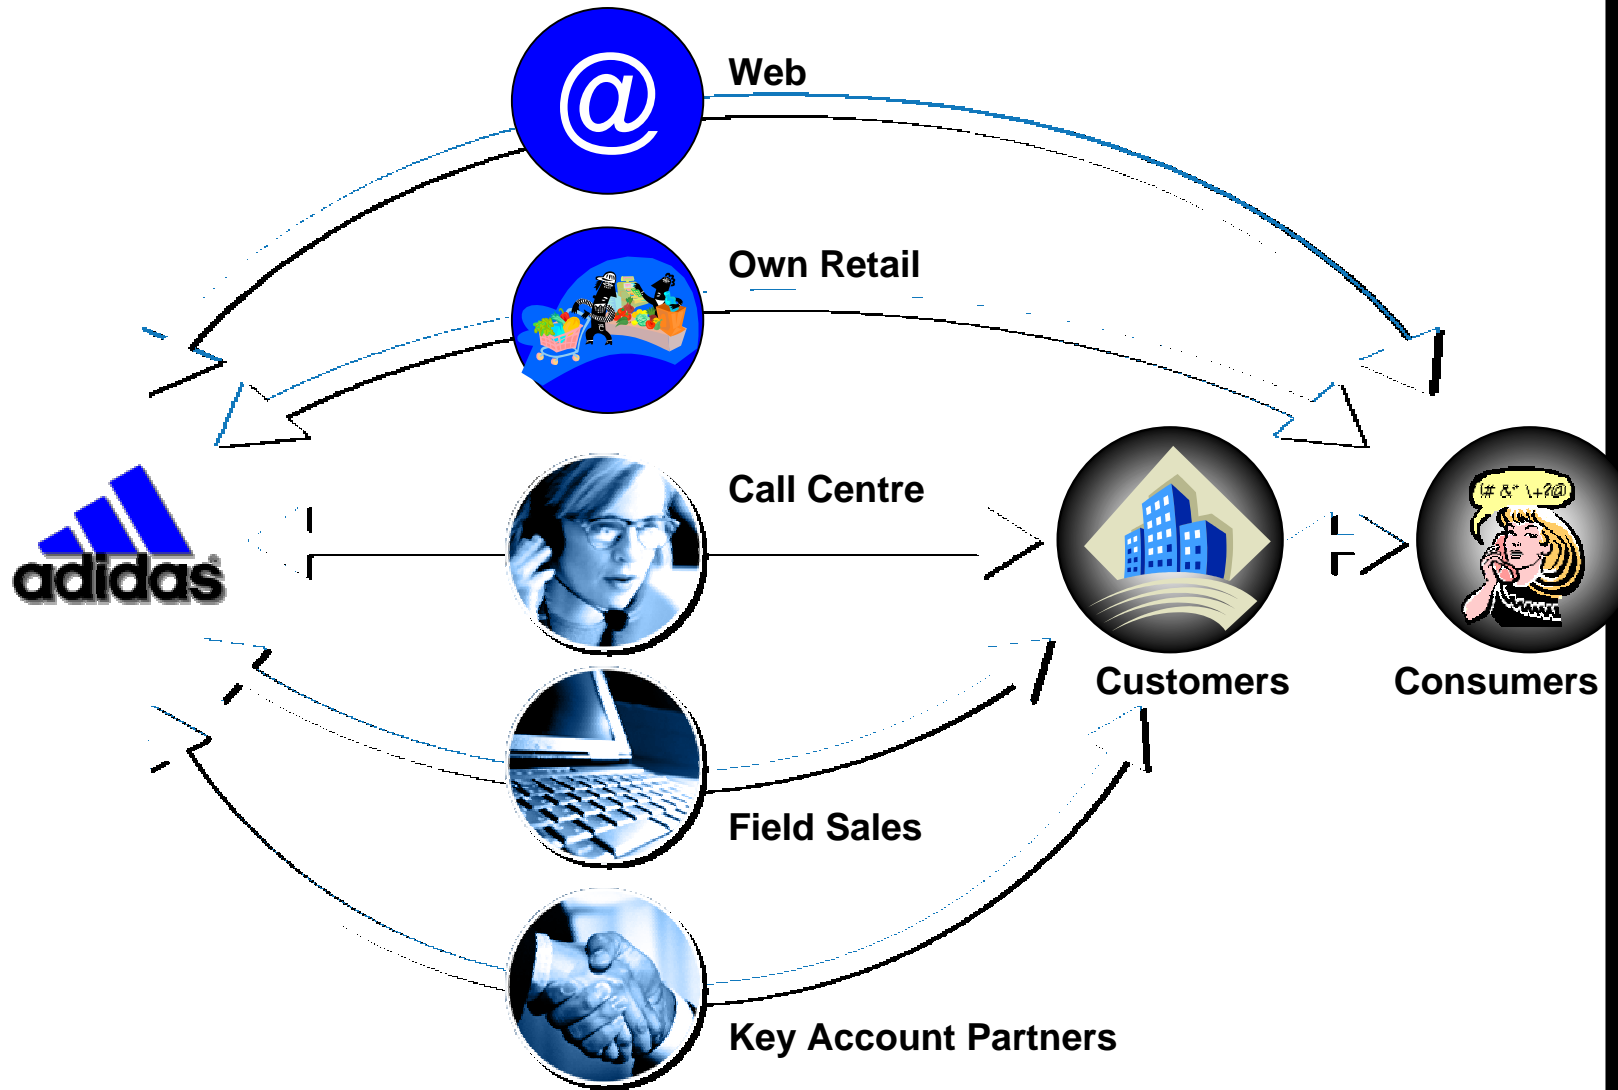 @
Web
Own Retail
Call Centre
!# &* \+?@
adidas
Customers
Consumers
Field Sales
Key Account Partners